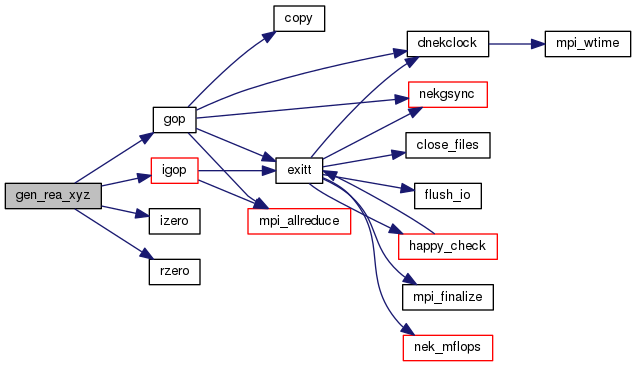 copy
dnekclock
mpi_wtime
nekgsync
gop
close_files
igop
exitt
flush_io
gen_rea_xyz
izero
mpi_allreduce
happy_check
rzero
mpi_finalize
nek_mflops